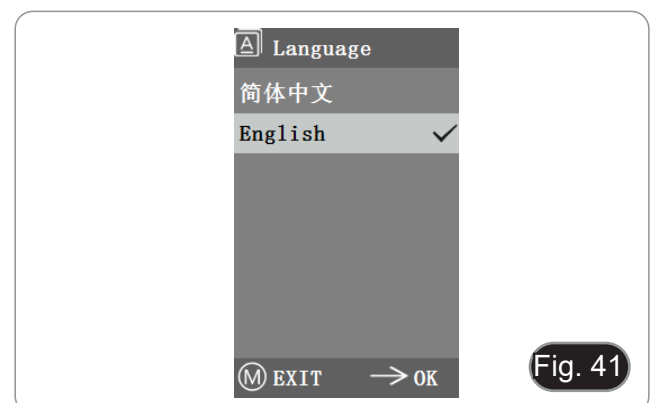 A Language
简体中文
English
M EXIT → OK
Fig. 41